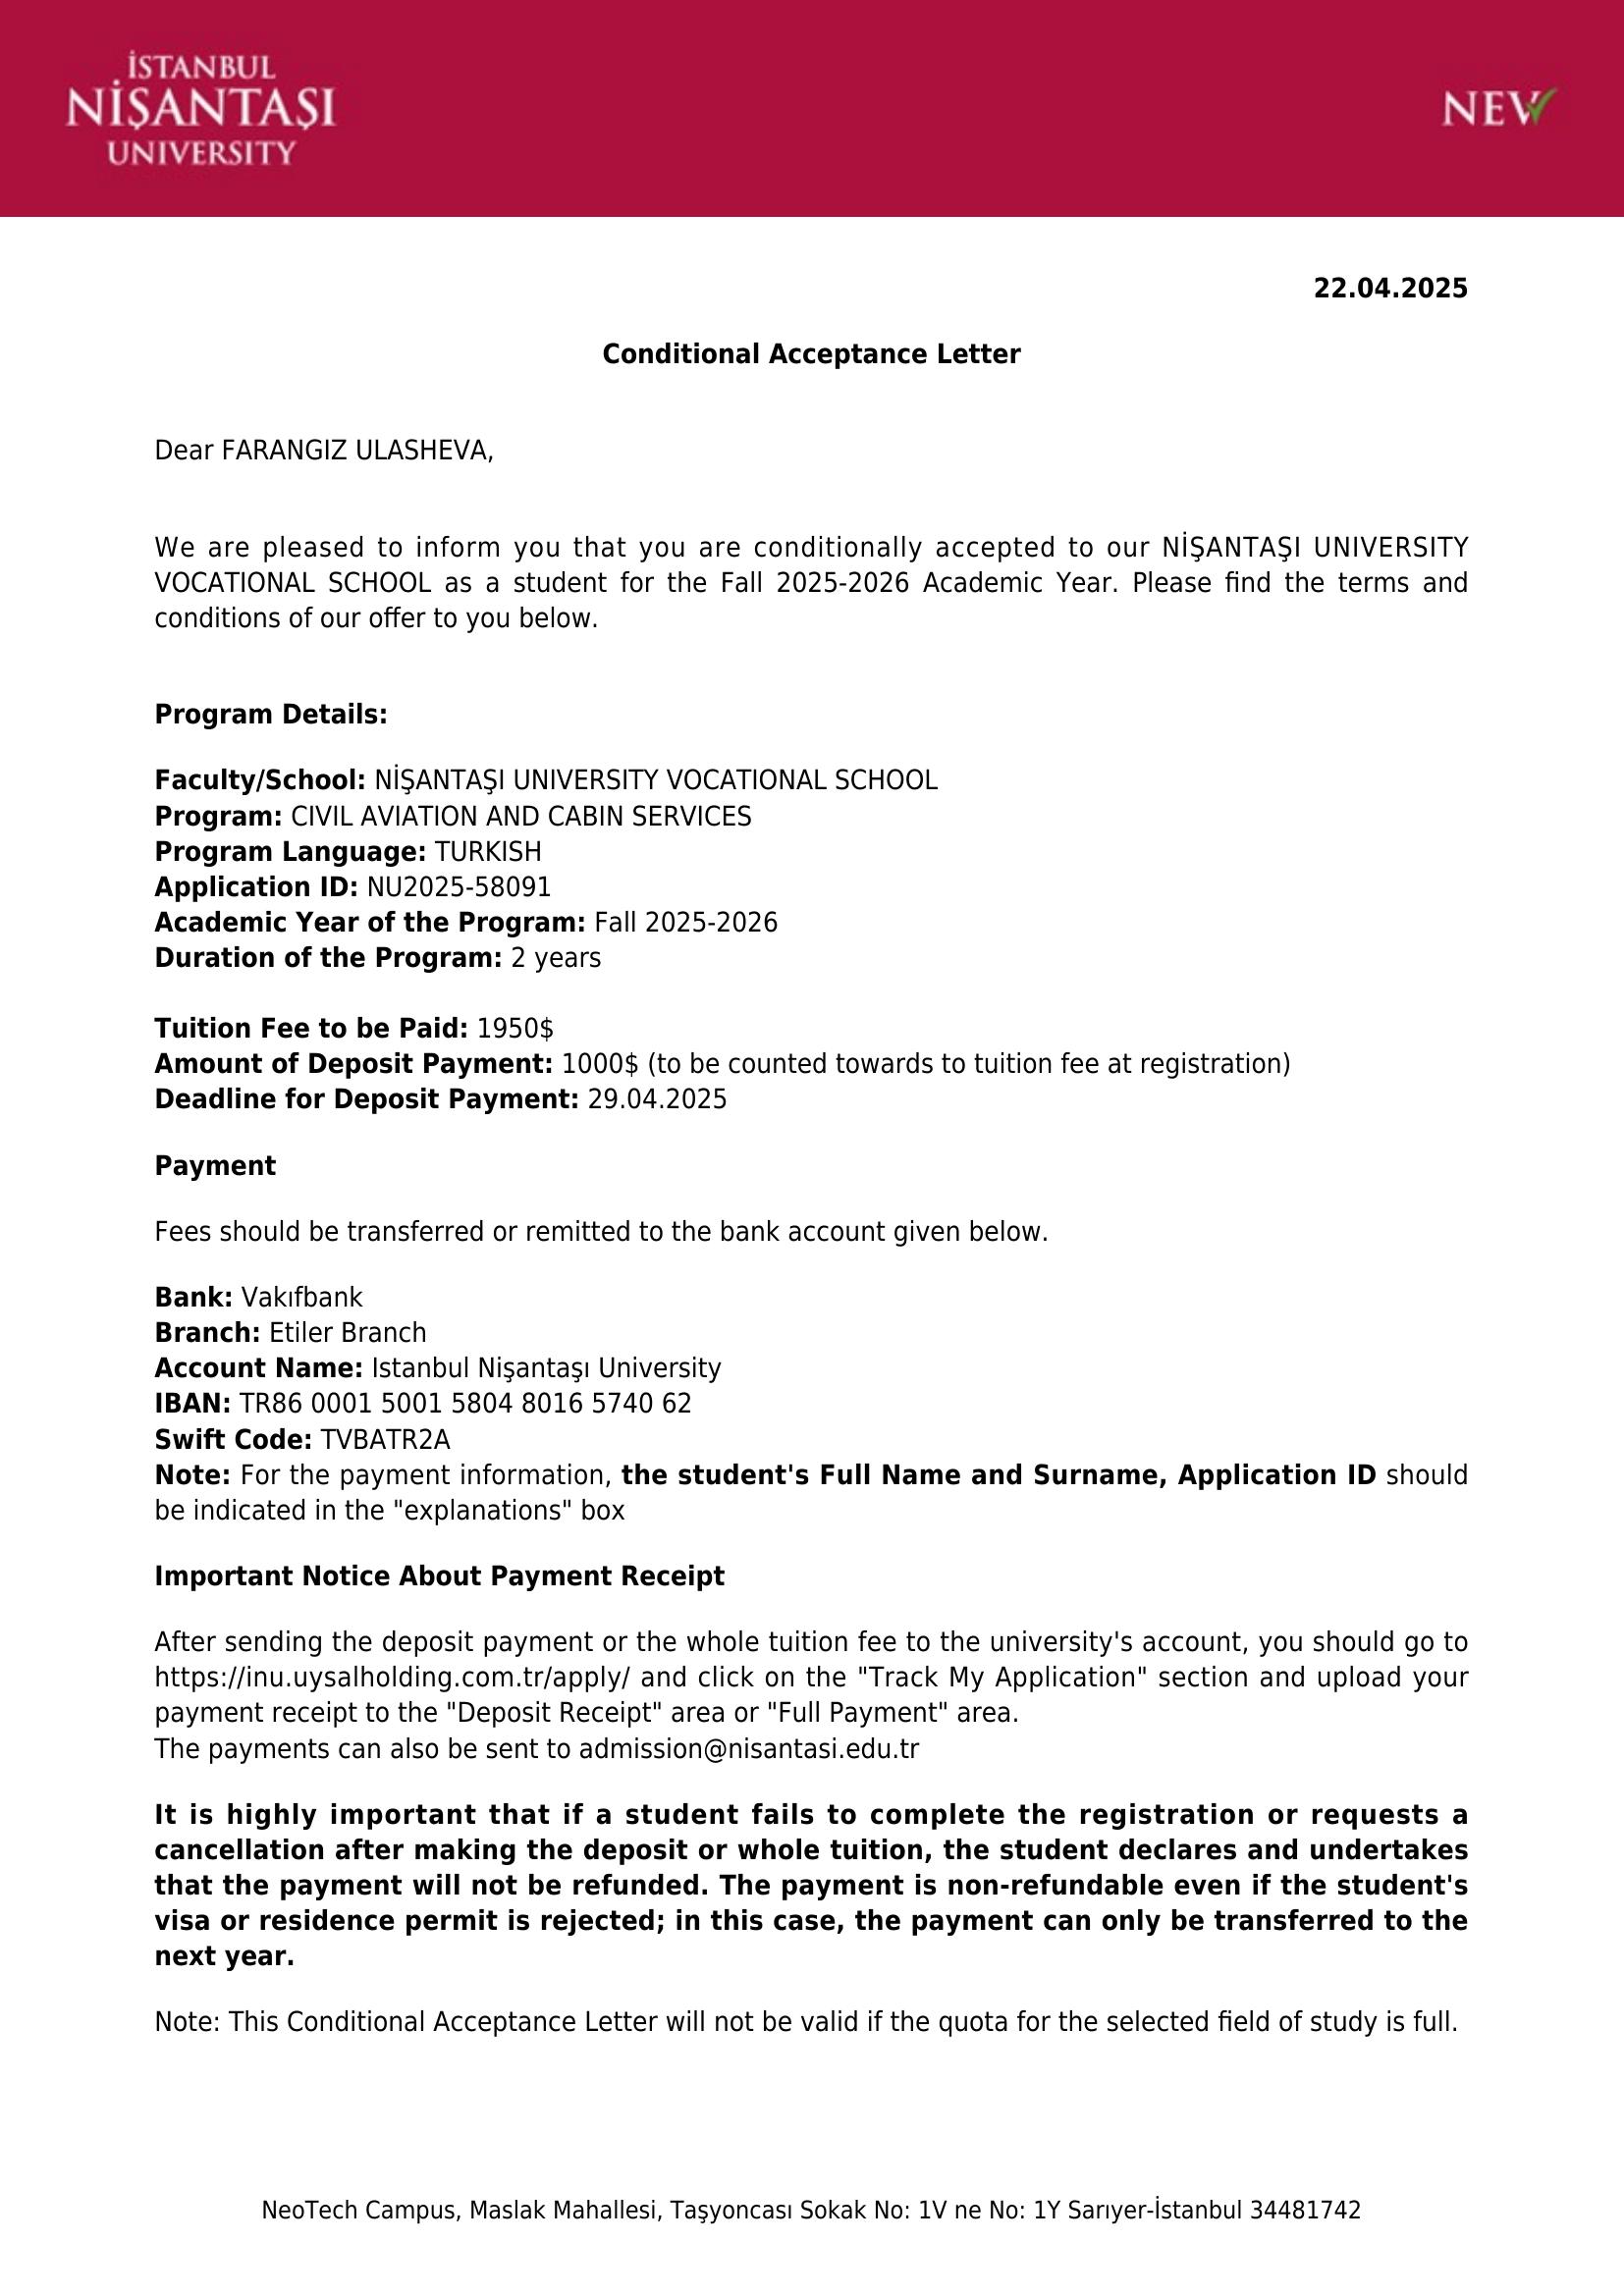 İSTANBUL
NİŞANTAŞI
UNIVERSITY
NEV
22.04.2025
Conditional Acceptance Letter
Dear FARANGIZ ULASHEVA,
We are pleased to inform you that you are conditionally accepted to our NİŞANTAŞI UNIVERSITY
VOCATIONAL SCHOOL as a student for the Fall 2025-2026 Academic Year. Please find the terms and
conditions of our offer to you below.
Program Details:
Faculty/School: NİŞANTAŞI UNIVERSITY VOCATIONAL SCHOOL
Program: CIVIL AVIATION AND CABIN SERVICES
Program Language: TURKISH
Application ID: NU2025-58091
Academic Year of the Program: Fall 2025-2026
Duration of the Program: 2 years
Tuition Fee to be Paid: 1950$
Amount of Deposit Payment: 1000$ (to be counted towards to tuition fee at registration)
Deadline for Deposit Payment: 29.04.2025
Payment
Fees should be transferred or remitted to the bank account given below.
Bank: Vakıfbank
Branch: Etiler Branch
Account Name: Istanbul Nişantaşı University
IBAN: TR86 0001 5001 5804 8016 5740 62
Swift Code: TVBATR2A
Note: For the payment information, the student's Full Name and Surname, Application ID should
be indicated in the "explanations" box
Important Notice About Payment Receipt
After sending the deposit payment or the whole tuition fee to the university's account, you should go to
https://inu.uysalholding.com.tr/apply/ and click on the "Track My Application" section and upload your
payment receipt to the "Deposit Receipt" area or "Full Payment" area.
The payments can also be sent to admission@nisantasi.edu.tr
It is highly important that if a student fails to complete the registration or requests a
cancellation after making the deposit or whole tuition, the student declares and undertakes
that the payment will not be refunded. The payment is non-refundable even if the student's
visa or residence permit is rejected; in this case, the payment can only be transferred to the
next year.
Note: This Conditional Acceptance Letter will not be valid if the quota for the selected field of study is full.
NeoTech Campus, Maslak Mahallesi, Taşyoncası Sokak No: 1V ne No: 1Y Sarıyer-İstanbul 34481742